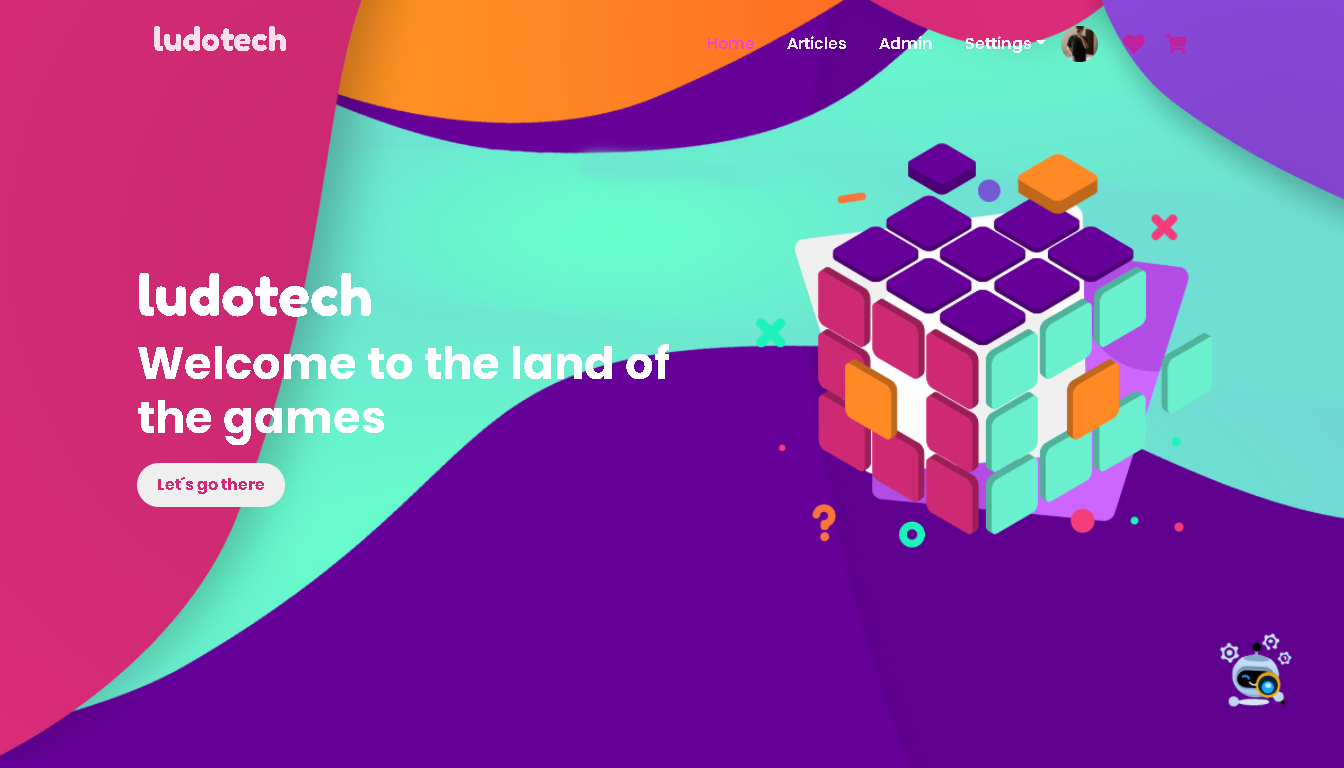 ludotech
Home Articles Admin Settings
ludotech
Welcome to the land of
the games
Let´s go there